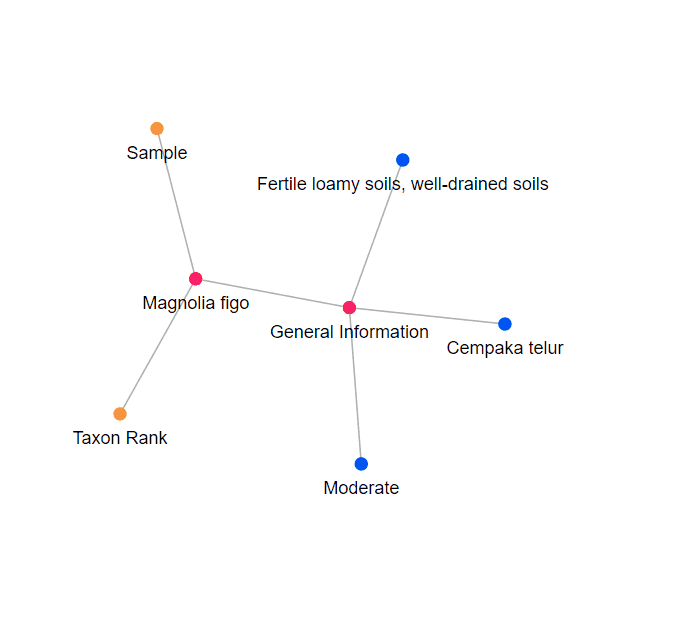 Sample
Fertile loamy soils, well-drained soils
Magnolia figo
General Information
Cempaka telur
Taxon Rank
Moderate